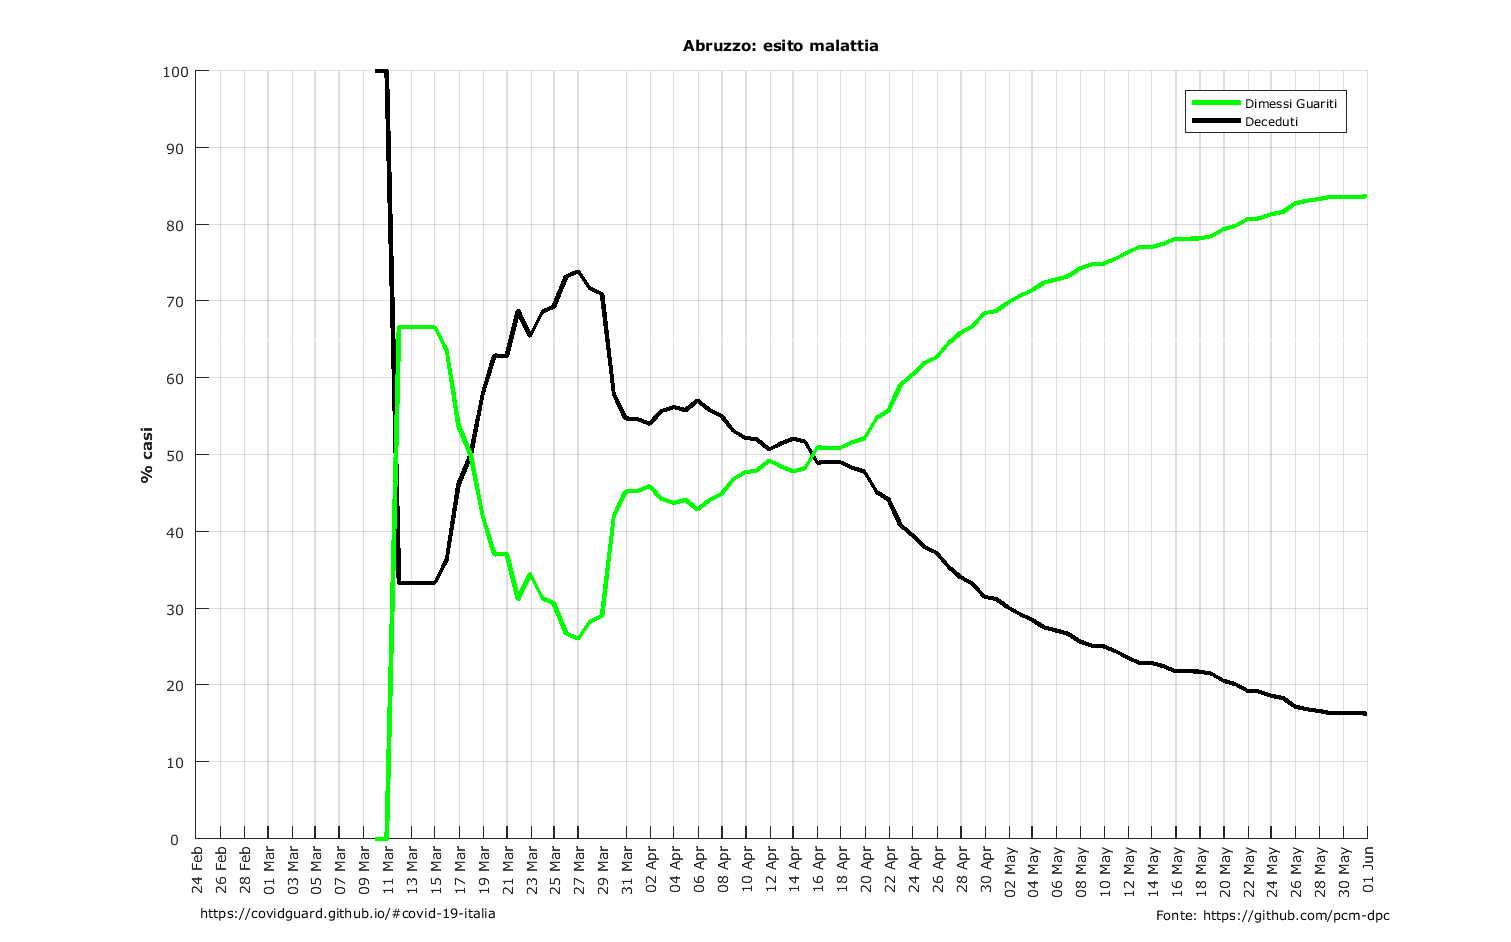 Abruzzo: esito malattia
Dimessi Guariti
Deceduti
% casi
100
90
80
70
60
50
40
30
20
10
0
24 Feb
26 Feb
28 Feb
01 Mar
03 Mar
05 Mar
07 Mar
09 Mar
11 Mar
13 Mar
15 Mar
17 Mar
19 Mar
21 Mar
23 Mar
25 Mar
27 Mar
29 Mar
31 Mar
02 Apr
04 Apr
06 Apr
08 Apr
10 Apr
12 Apr
14 Apr
16 Apr
18 Apr
20 Apr
22 Apr
24 Apr
26 Apr
28 Apr
30 Apr
02 May
04 May
06 May
08 May
10 May
12 May
14 May
16 May
18 May
20 May
22 May
24 May
26 May
28 May
30 May
01 Jun
https://covidguard.github.io/#covid-19-italia
Fonte: https://github.com/pcm-dpc